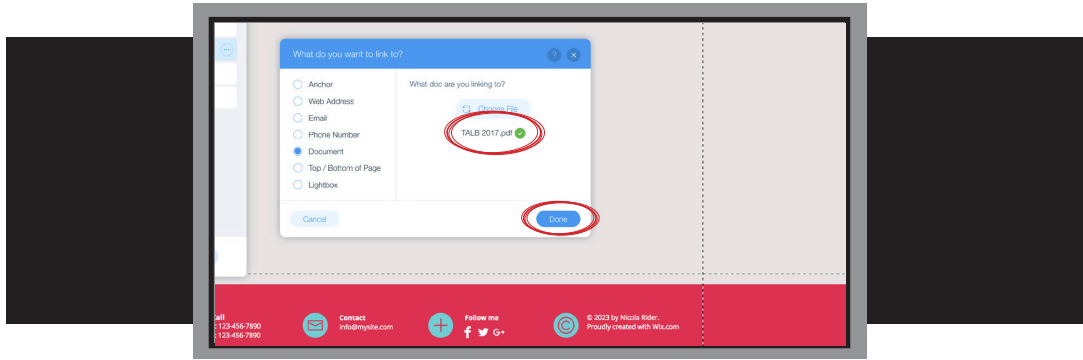 What do you want to link to?
?
Anchor
Web Address
Email
Phone Number
Document
Top / Bottom of Page
Lightbox
What doc are you linking to?
Choose File
TALB 2017.pdf
Cancel
Done
all
: 123-456-7890
: 123-456-7890
Contact
info@mysite.com
Follow me
f G+
© 2023 by Nicola Rider.
Proudly created with Wix.com